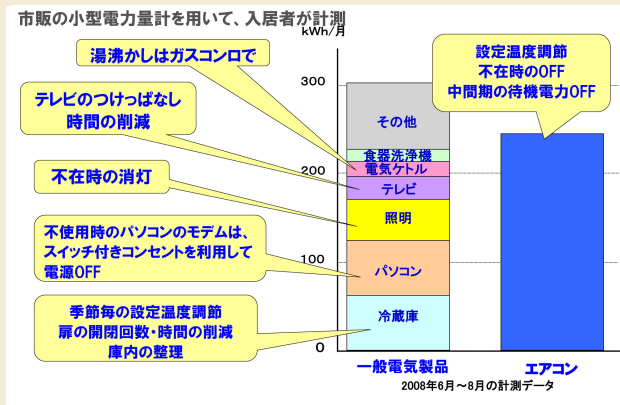 市販の小型電力量計を用いて、入居者が計測
kWh/月
湯沸かしはガスコンロで
テレビのつけっぱなし
時間の削減
不在時の消灯
不使用時のパソコンのモデムは、
スイッチ付きコンセントを利用して
電源OFF
季節毎の設定温度調節
扉の開閉回数・時間の削減
庫内の整理
設定温度調節
不在時のOFF
中間期の待機電力OFF
300
200
100
0
その他
食器洗浄機
電気ケトル
テレビ
照明
パソコン
冷蔵庫
一般電気製品
エアコン
2008年6月～8月の計測データ